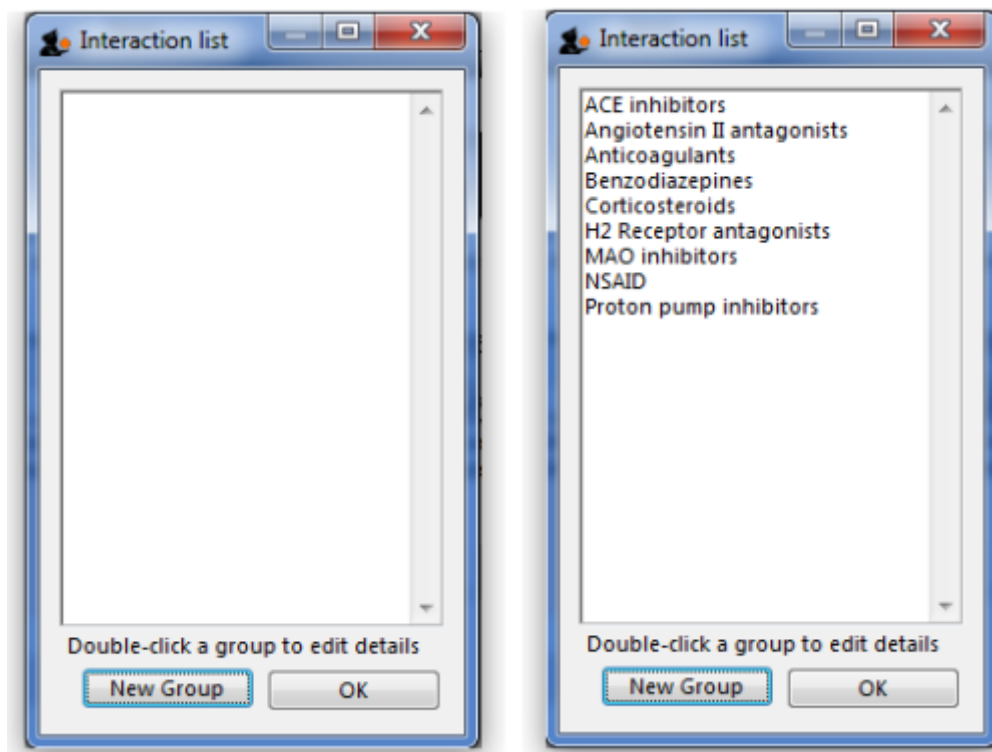 Interaction list
Double-click a group to edit details
New Group
OK
Interaction list
ACE inhibitors
Angiotensin II antagonists
Anticoagulants
Benzodiazepines
Corticosteroids
H2 Receptor antagonists
MAO inhibitors
NSAID
Proton pump inhibitors
Double-click a group to edit details
New Group
OK